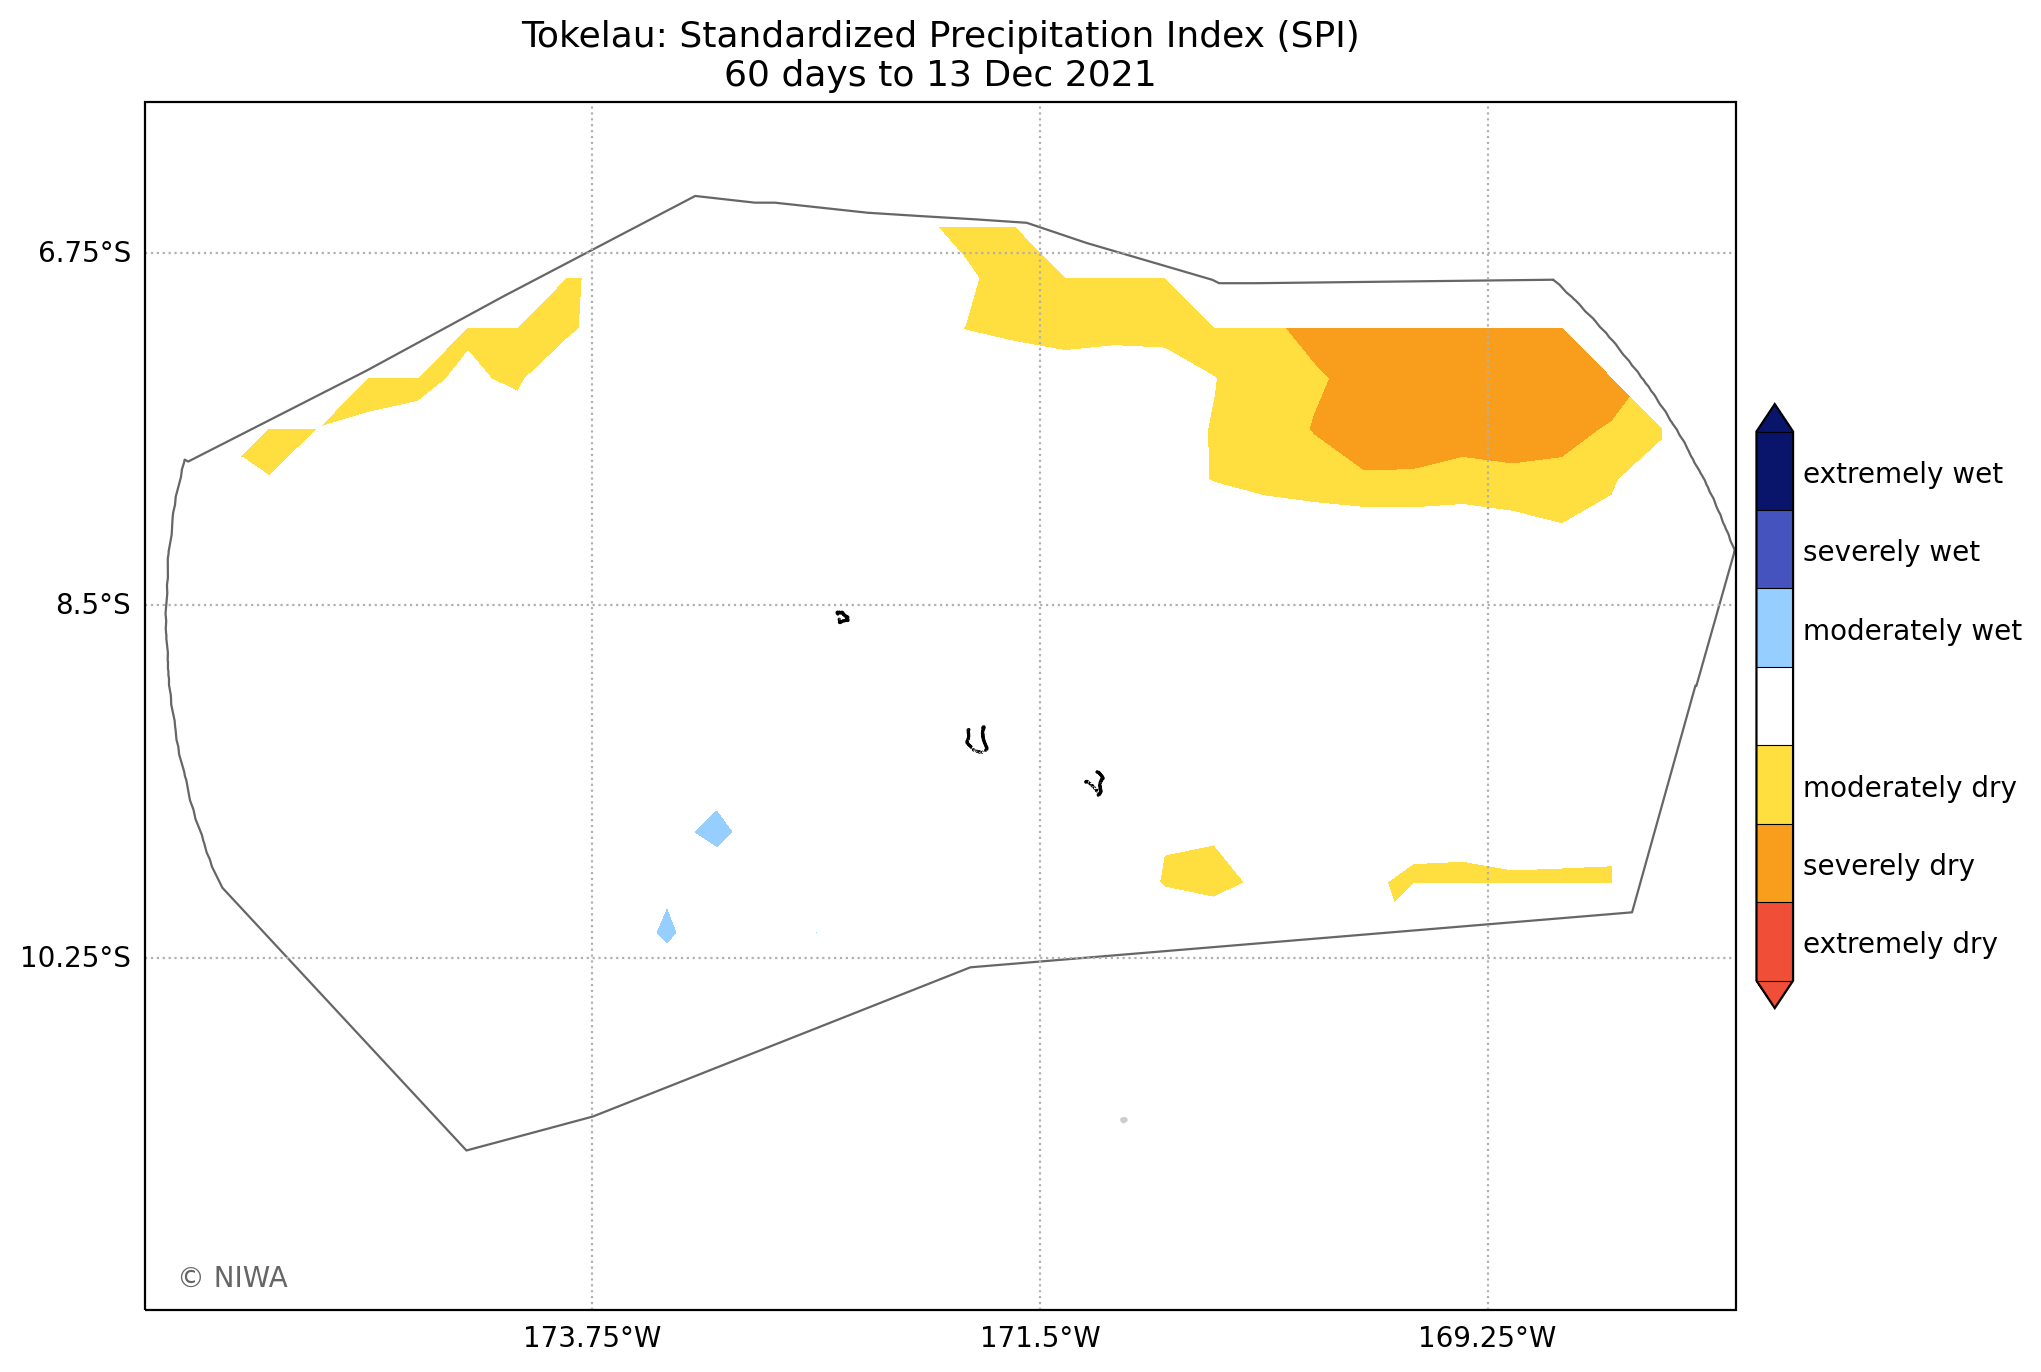 Tokelau: Standardized Precipitation Index (SPI)
60 days to 13 Dec 2021
6.75°S
8.5°S
10.25°S
173.75°W
171.5°W
169.25°W
extremely wet
severely wet
moderately wet
moderately dry
severely dry
extremely dry
© NIWA